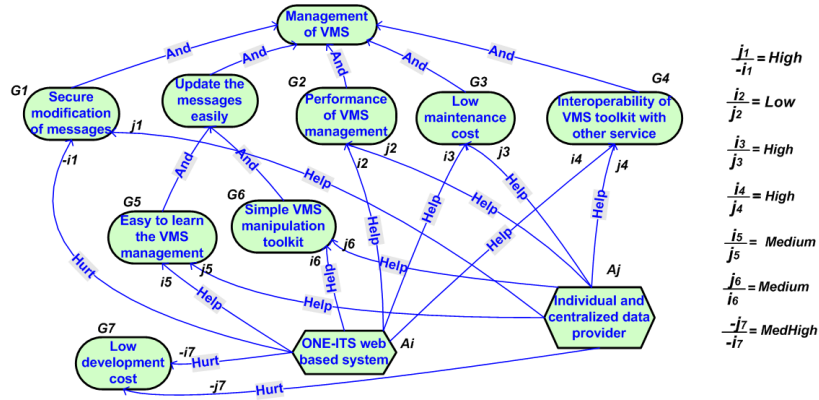 Management
of VMS
And
And
And
And
And
G1
Secure
modification
of messages
Update the
messages
easily
G2
Performance
of VMS
management
G3
Low
maintenance
cost
G4
Interoperability of
VMS toolkit with
other service
-i1
j1
i2
j2
i3
j3
i4
j4
And
And
Help
Help
Help
Help
Help
Help
Help
G5
Easy to learn
the VMS
management
G6
Simple VMS
manipulation
toolkit
i5
j5
i6
j6
Help
Help
Help
Help
Hurt
G7
Low
development
cost
-i7
Hurt
-j7
Hurt
ONE-ITS web
based system
Ai
Aj
Individual and
centralized data
provider
j1/-i1 = High
i2/j2 = Low
i3/j3 = High
i4/j4 = High
i5/j5 = Medium
j6/i6 = Medium
-j7/-i7 = MedHigh